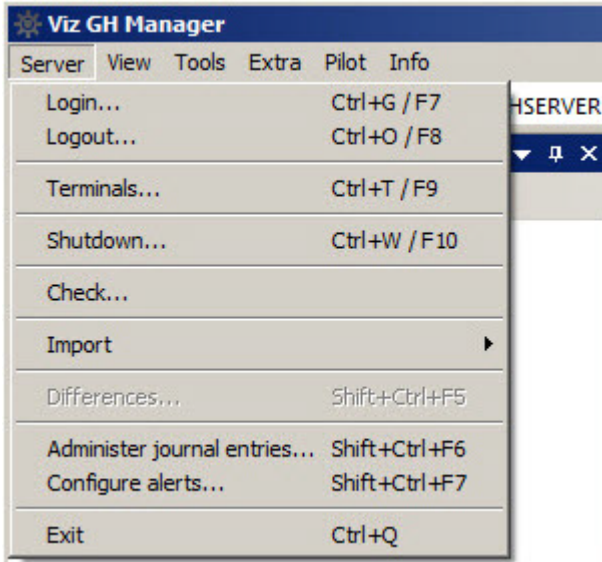 Viz GH Manager
Server View Tools Extra Pilot Info
Login... Ctrl+G / F7
HSERVER
Logout... Ctrl+O / F8
Terminals... Ctrl+T / F9
Shutdown... Ctrl+W / F10
Check...
Import
Differences... Shift+Ctrl+F5
Administer journal entries... Shift+Ctrl+F6
Configure alerts... Shift+Ctrl+F7
Exit Ctrl+Q